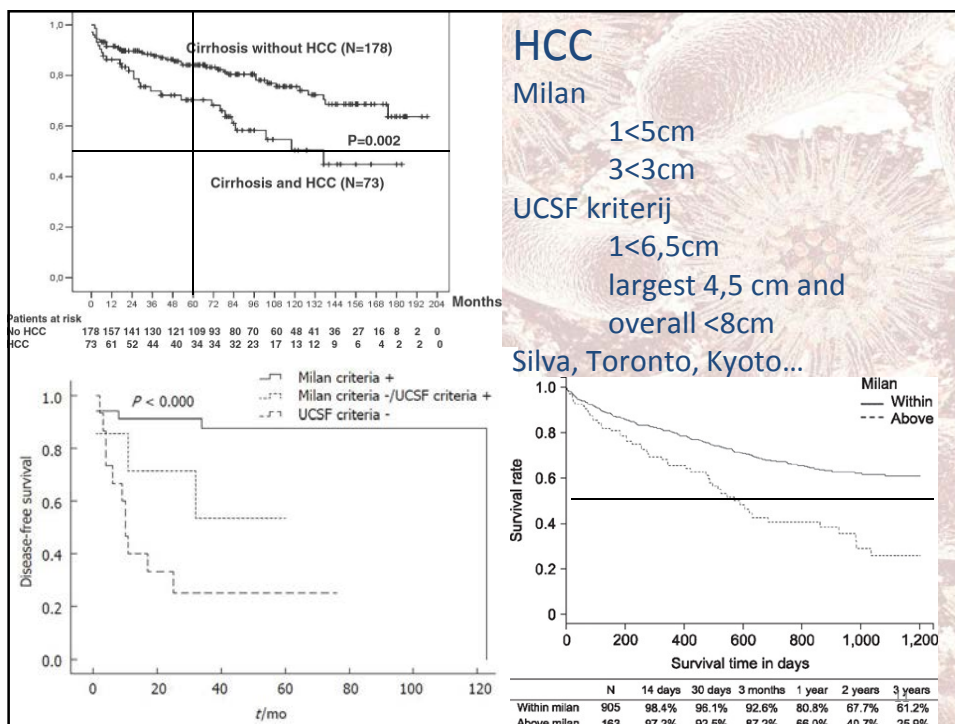 1,0
0,8
0,6
0,4
0,2
0,0
Cirrhosis without HCC (N=178)
P=0.002
Cirrhosis and HCC (N=73)
0 12 24 36 48 60 72 84 96 108 120 132 144 156 168 180 192 204
Months
Patients at risk
No HCC 178 157 141 130 121 109 93 80 70 60 48 41 36 27 16 8 2 0
HCC 73 61 52 44 40 34 34 32 23 17 13 12 9 6 4 2 2 0
HCC
Milan
1<5cm
3<3cm
UCSF kriterij
1<6,5cm
largest 4,5 cm and
overall <8cm
Silva, Toronto, Kyoto…
Milan criteria +
Milan criteria -/UCSF criteria +
UCSF criteria -
P < 0.000
Disease-free survival
1.0
0.8
0.6
0.4
0.2
0.0
0 20 40 60 80 100 120
t/mo
Milan
Within
Above
Survival rate
1.0
0.8
0.6
0.4
0.2
0
0 200 400 600 800 1,000 1,200
Survival time in days
N 14 days 30 days 3 months 1 year 2 years 3 years
Within milan 905 98.4% 96.1% 92.6% 80.8% 67.7% 61.2%
Above milan 163 97.2% 92.5% 87.2% 66.0% 40.7% 25.9%
11